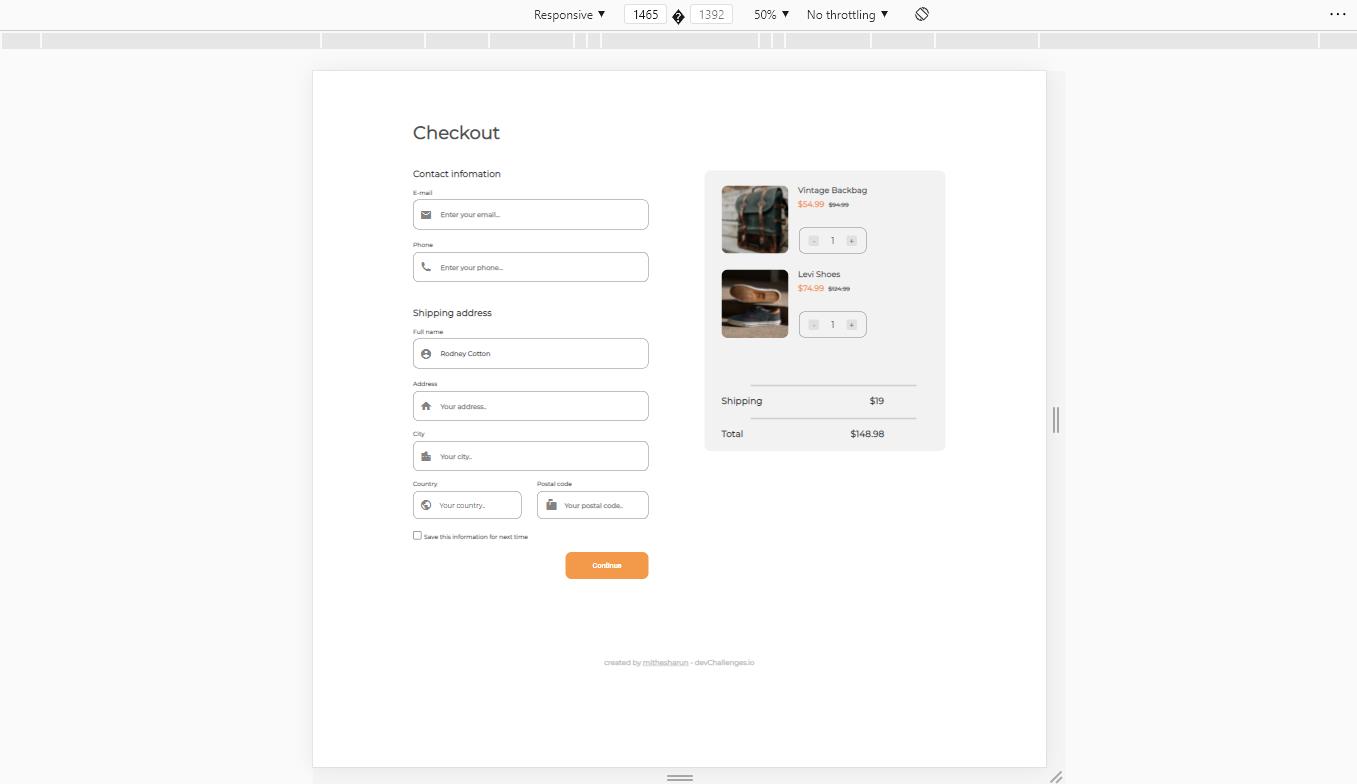 Responsive ▼ 1465 � 1392 50% ▼ No throttling ▼
Checkout
Contact infomation
E-mail
Enter your email...
Phone
Enter your phone...
Shipping address
Full name
Rodney Cotton
Address
Your address..
City
Your city..
Country
Your country..
Postal code
Your postal code..
Save this information for next time
Continue
Vintage Backbag
$54.99 $94.99
- 1 +
Levi Shoes
$74.99 $124.99
- 1 +
Shipping $19
Total $148.98
created by mithesharun - devChallenges.io